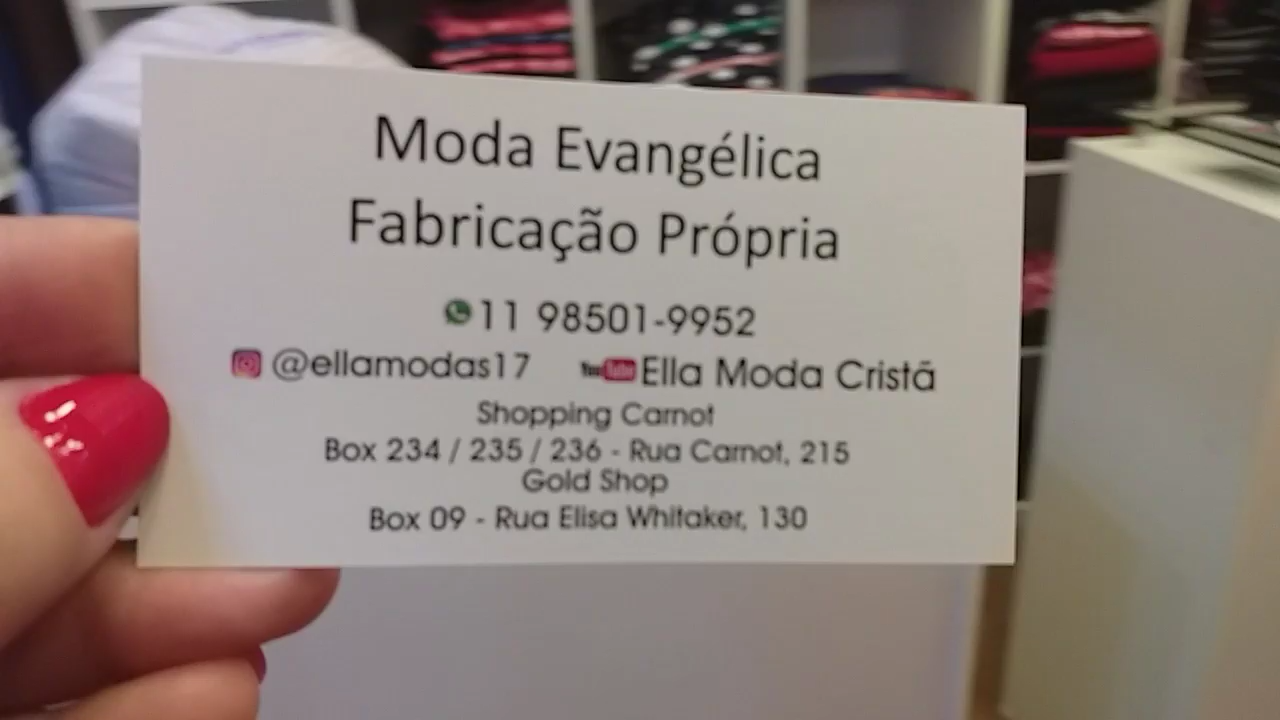 Moda Evangélica
Fabricação Própria
11 98501-9952
@ellamodas17 YouTube Ella Moda Cristã
Shopping Carnot
Box 234 / 235 / 236 - Rua Carnot, 215
Gold Shop
Box 09 - Rua Elisa Whitaker, 130